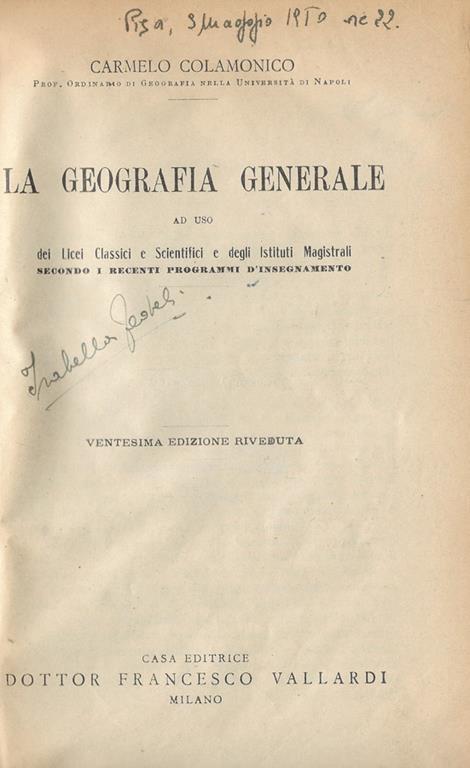 Pisa, 3 Maggio 1950 ore 22.
CARMELO COLAMONICO
PROF. ORDINARIO DI GEOGRAFIA NELLA UNIVERSITÀ DI NAPOLI
LA GEOGRAFIA GENERALE
AD USO
dei Licei Classici e Scientifici e degli Istituti Magistrali
SECONDO I RECENTI PROGRAMMI D'INSEGNAMENTO
Isabella
VENTESIMA EDIZIONE RIVEDUTA
CASA EDITRICE
DOTTOR FRANCESCO VALLARDI
MILANO